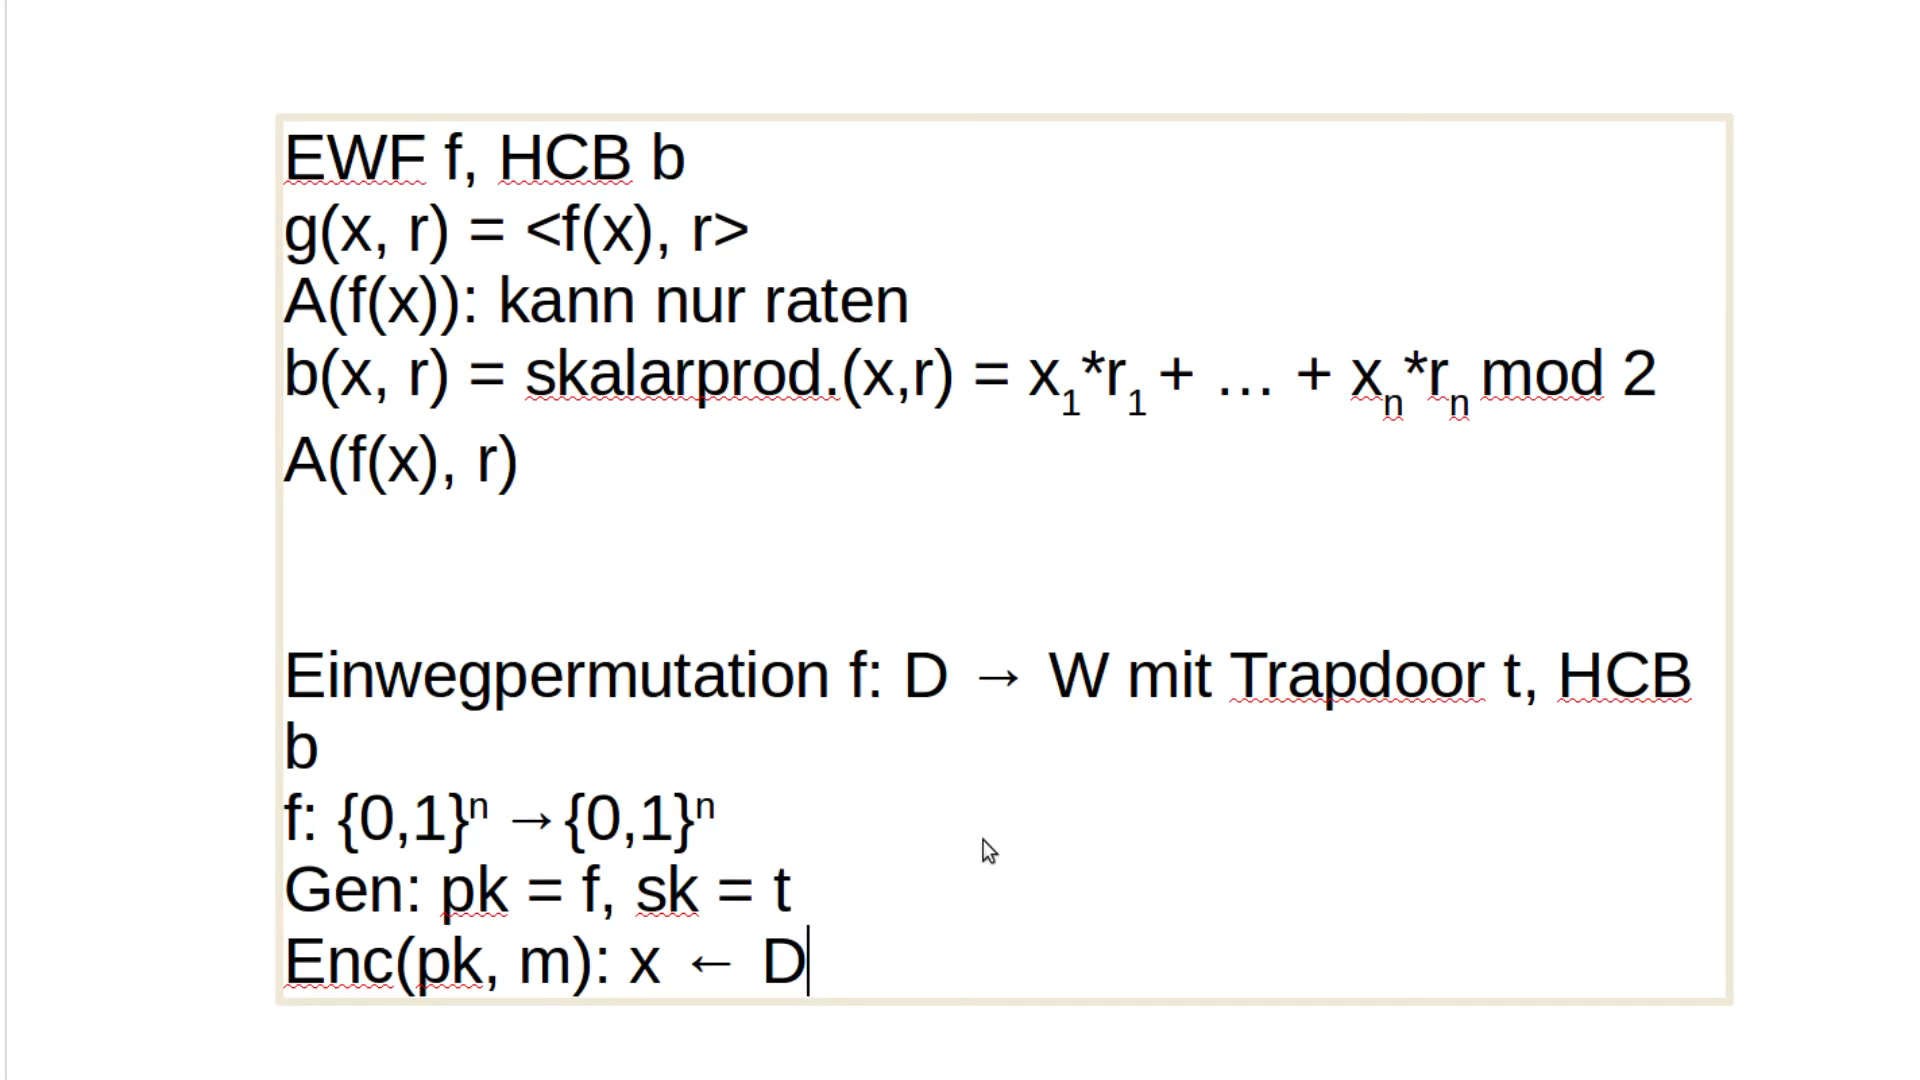 EWF f, HCB b
g(x, r) = <f(x), r>
A(f(x)): kann nur raten
b(x, r) = skalarprod.(x,r) = x₁*r₁ + … + xₙ*rₙ mod 2
A(f(x), r)
Einwegpermutation f: D → W mit Trapdoor t, HCB
b
f: {0,1}ⁿ →{0,1}ⁿ
Gen: pk = f, sk = t
Enc(pk, m): x ← D